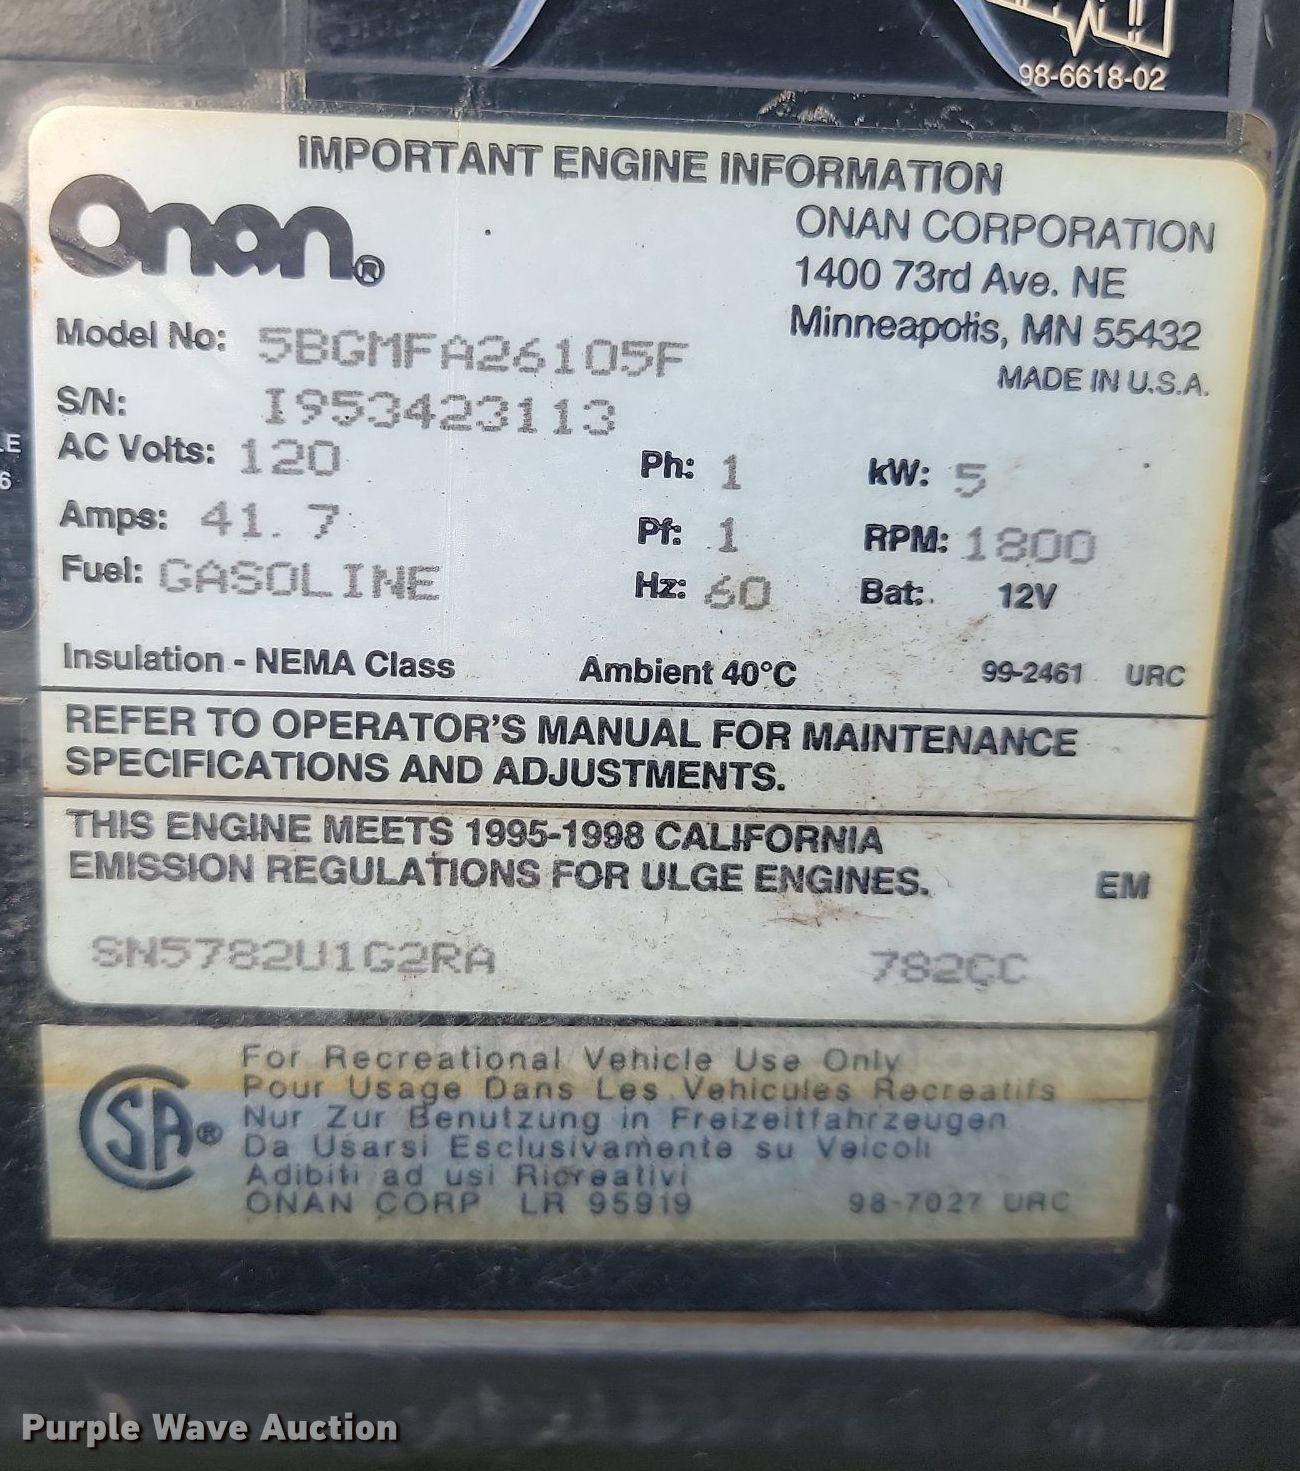 98-6618-02
IMPORTANT ENGINE INFORMATION
Onan®
ONAN CORPORATION
1400 73rd Ave. NE
Minneapolis, MN 55432
MADE IN U.S.A.
Model No: 5BGMFA26105F
S/N: I953423113
AC Volts: 120 Ph: 1 kW: 5
Amps: 41.7 Pf: 1 RPM: 1800
Fuel: GASOLINE Hz: 60 Bat: 12V
Insulation - NEMA Class Ambient 40°C 99-2461 URC
REFER TO OPERATOR'S MANUAL FOR MAINTENANCE
SPECIFICATIONS AND ADJUSTMENTS.
THIS ENGINE MEETS 1995-1998 CALIFORNIA
EMISSION REGULATIONS FOR ULGE ENGINES. EM
SN5782U1G2RA 782CC
SA®
For Recreational Vehicle Use Only
Pour Usage Dans Les Vehicules Recreatifs
Nur Zur Benutzung in Freizeitfahrzeugen
Da Usarsi Esclusivamente su Veicoli
Adibiti ad usi Ricreativi
ONAN CORP LR 95919 98-7027 URC
Purple Wave Auction